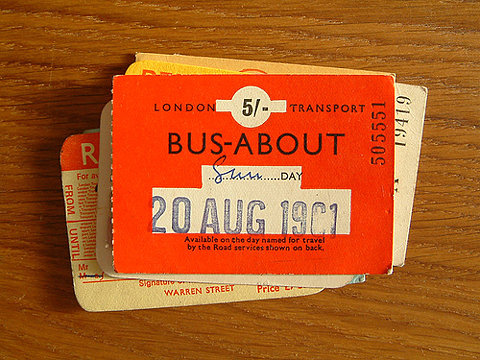 LONDON 5/- TRANSPORT
BUS-ABOUT
Sun DAY
20 AUG 1961
Available on the day named for travel
by the Road services shown on back.
505551
19419
FROM
UNTIL
Mr
Signature
WARREN STREET
Price